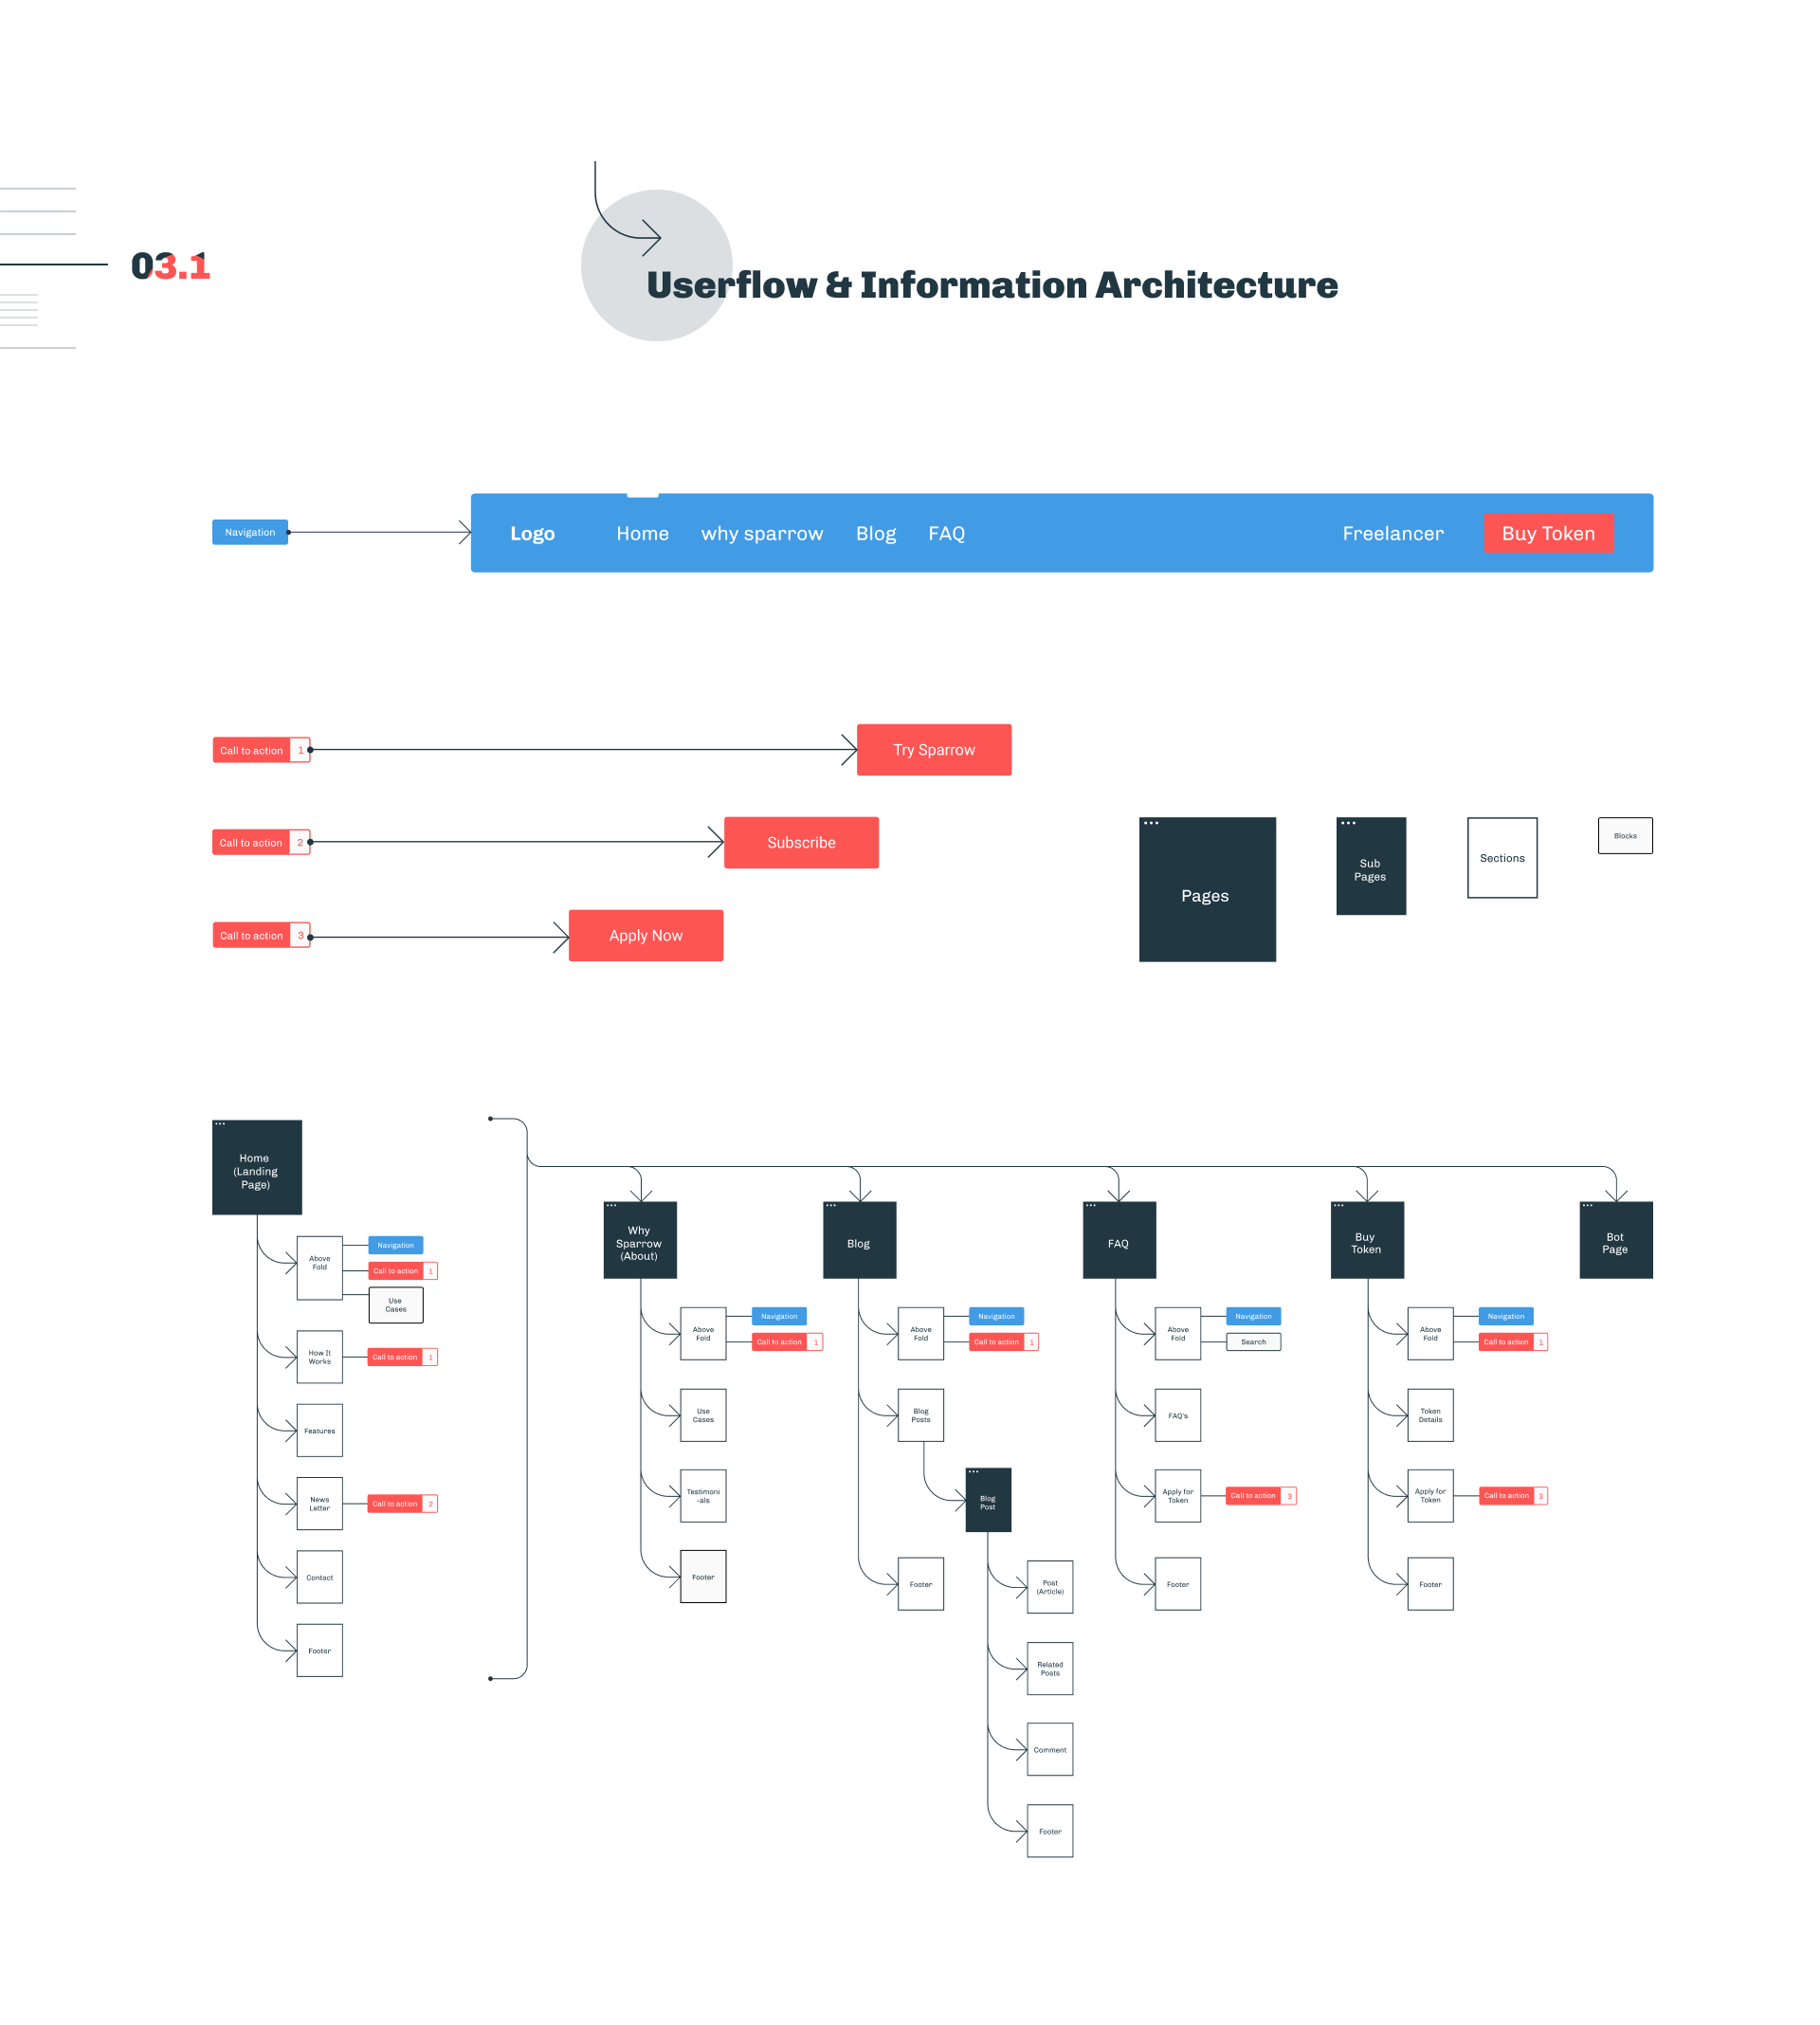 03.1
Userflow & Information Architecture
Navigation
Logo Home why sparrow Blog FAQ Freelancer Buy Token
Call to action 1
Try Sparrow
Call to action 2
Subscribe
Call to action 3
Apply Now
Pages
Sub
Pages
Sections
Blocks
Home
(Landing
Page)
Above
Fold
Navigation
Call to action 1
Use
Cases
How It
Works
Call to action 1
Features
News
Letter
Call to action 2
Contact
Footer
Why
Sparrow
(About)
Above
Fold
Navigation
Call to action 1
Use
Cases
Testimoni
-als
Footer
Blog
Above
Fold
Navigation
Call to action 1
Blog
Posts
Blog
Post
Post
(Article)
Related
Posts
Comment
Footer
Footer
FAQ
Above
Fold
Navigation
Search
FAQ's
Apply for
Token
Call to action 3
Footer
Buy
Token
Above
Fold
Navigation
Call to action 1
Token
Details
Apply for
Token
Call to action 3
Footer
Bot
Page